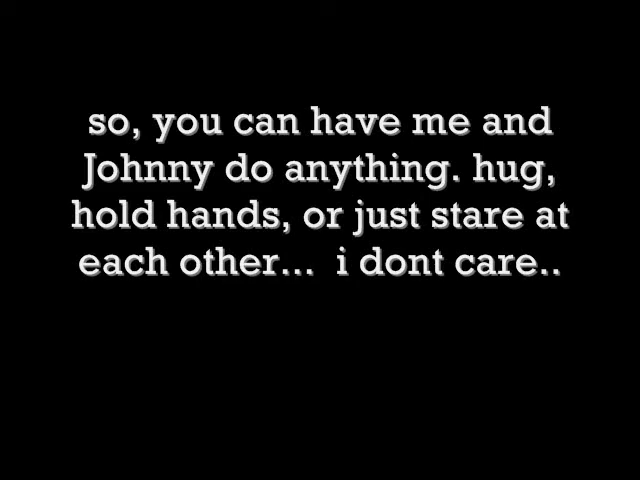 so, you can have me and
Johnny do anything. hug,
hold hands, or just stare at
each other...  i dont care..